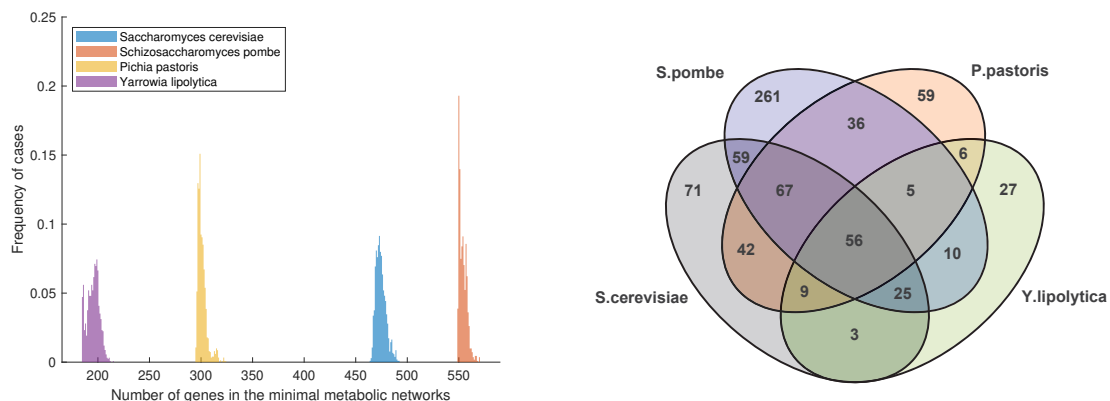 0.25
0.2
0.15
0.1
0.05
0
Frequency of cases
Saccharomyces cerevisiae
Schizosaccharomyces pombe
Pichia pastoris
Yarrowia lipolytica
200 250 300 350 400 450 500 550
Number of genes in the minimal metabolic networks
S.pombe
P.pastoris
261
59
36
59
6
71
67
5
27
42
56
10
S.cerevisiae
9
25
Y.lipolytica
3